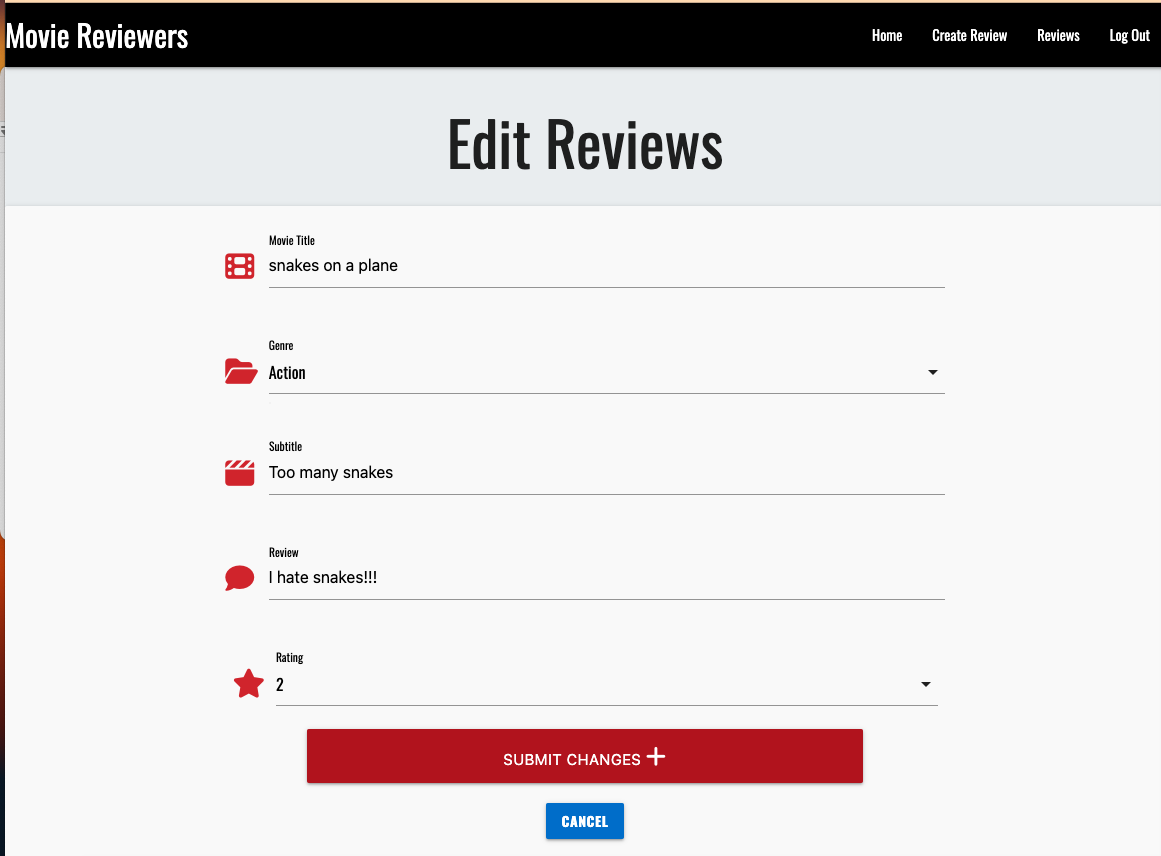 Movie Reviewers
Home Create Review Reviews Log Out
Edit Reviews
Movie Title
snakes on a plane
Genre
Action
Subtitle
Too many snakes
Review
I hate snakes!!!
Rating
2
SUBMIT CHANGES
CANCEL